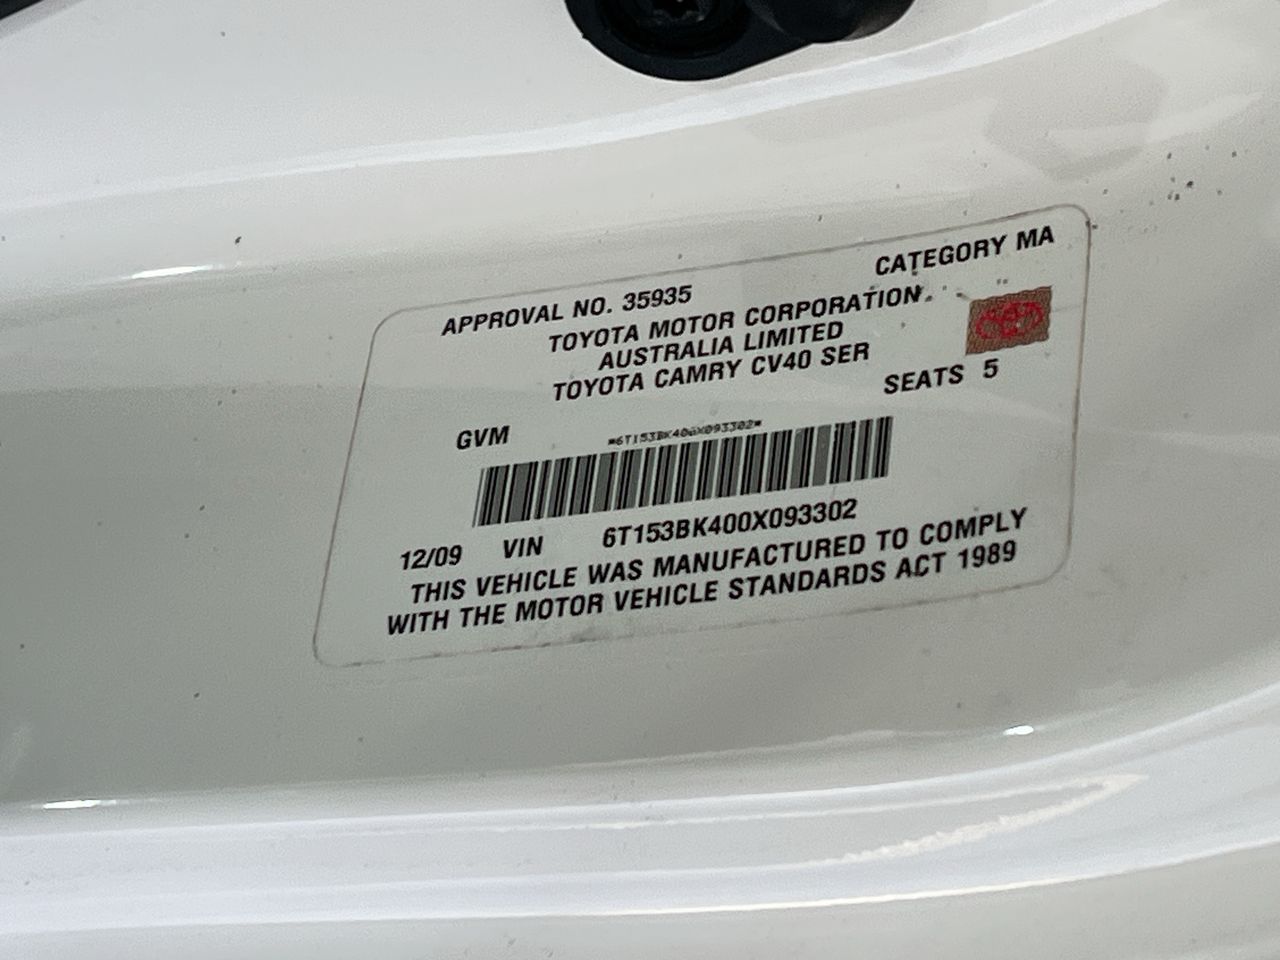 APPROVAL NO. 35935 CATEGORY MA
TOYOTA MOTOR CORPORATION
AUSTRALIA LIMITED
TOYOTA CAMRY CV40 SER
SEATS 5
GVM
*6T153BK400X093302*
12/09 VIN 6T153BK400X093302
THIS VEHICLE WAS MANUFACTURED TO COMPLY
WITH THE MOTOR VEHICLE STANDARDS ACT 1989